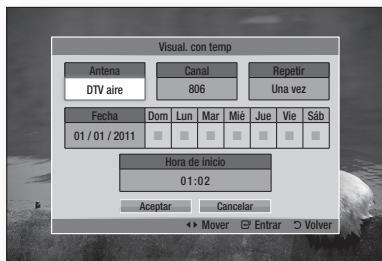 Visual. con temp
Antena Canal Repetir
DTV aire 806 Una vez
Fecha Dom Lun Mar Mié Jue Vie Sáb
01 / 01 / 2011
Hora de inicio
01:02
Aceptar Cancelar
Mover Entrar Volver